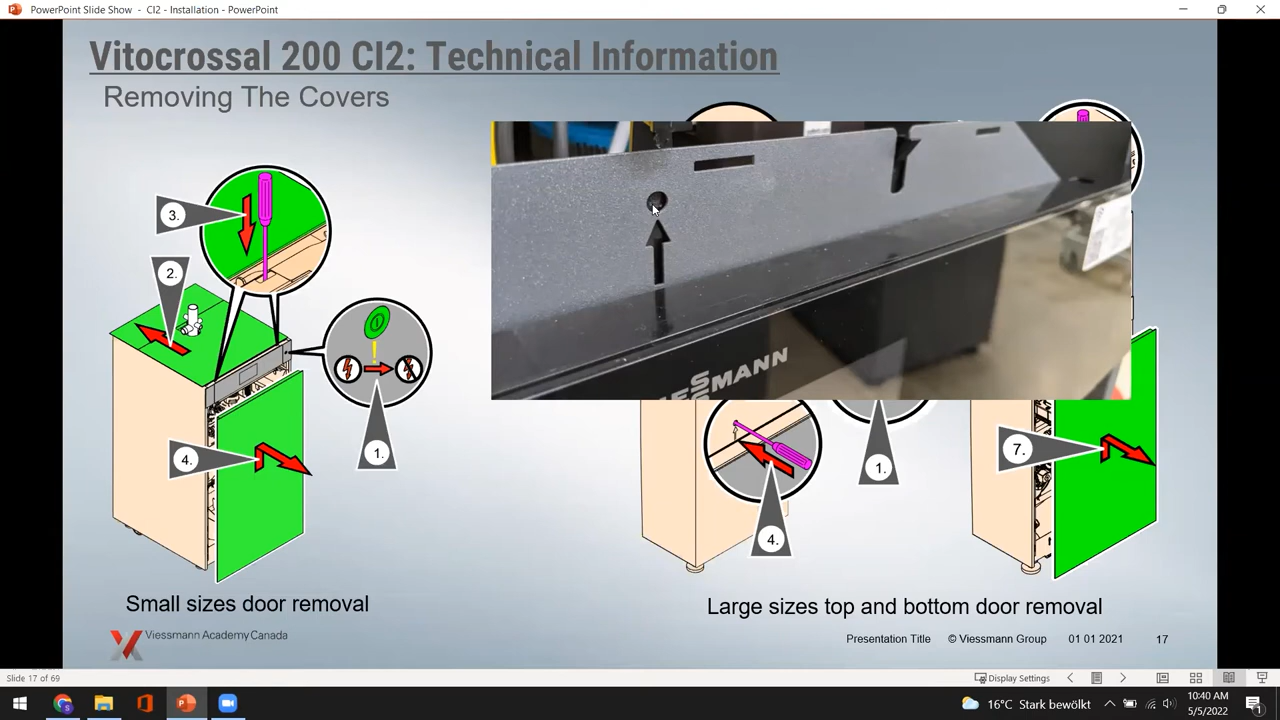 PowerPoint Slide Show - CI2 - Installation - PowerPoint
Vitocrossal 200 CI2: Technical Information
Removing The Covers
3.
2.
1.
4.
VIESMANN
1.
7.
4.
Small sizes door removal
Large sizes top and bottom door removal
Viessmann Academy Canada
Presentation Title © Viessmann Group 01 01 2021 17
Slide 17 of 69
Display Settings
16°C Stark bewölkt
10:40 AM
5/5/2022
1